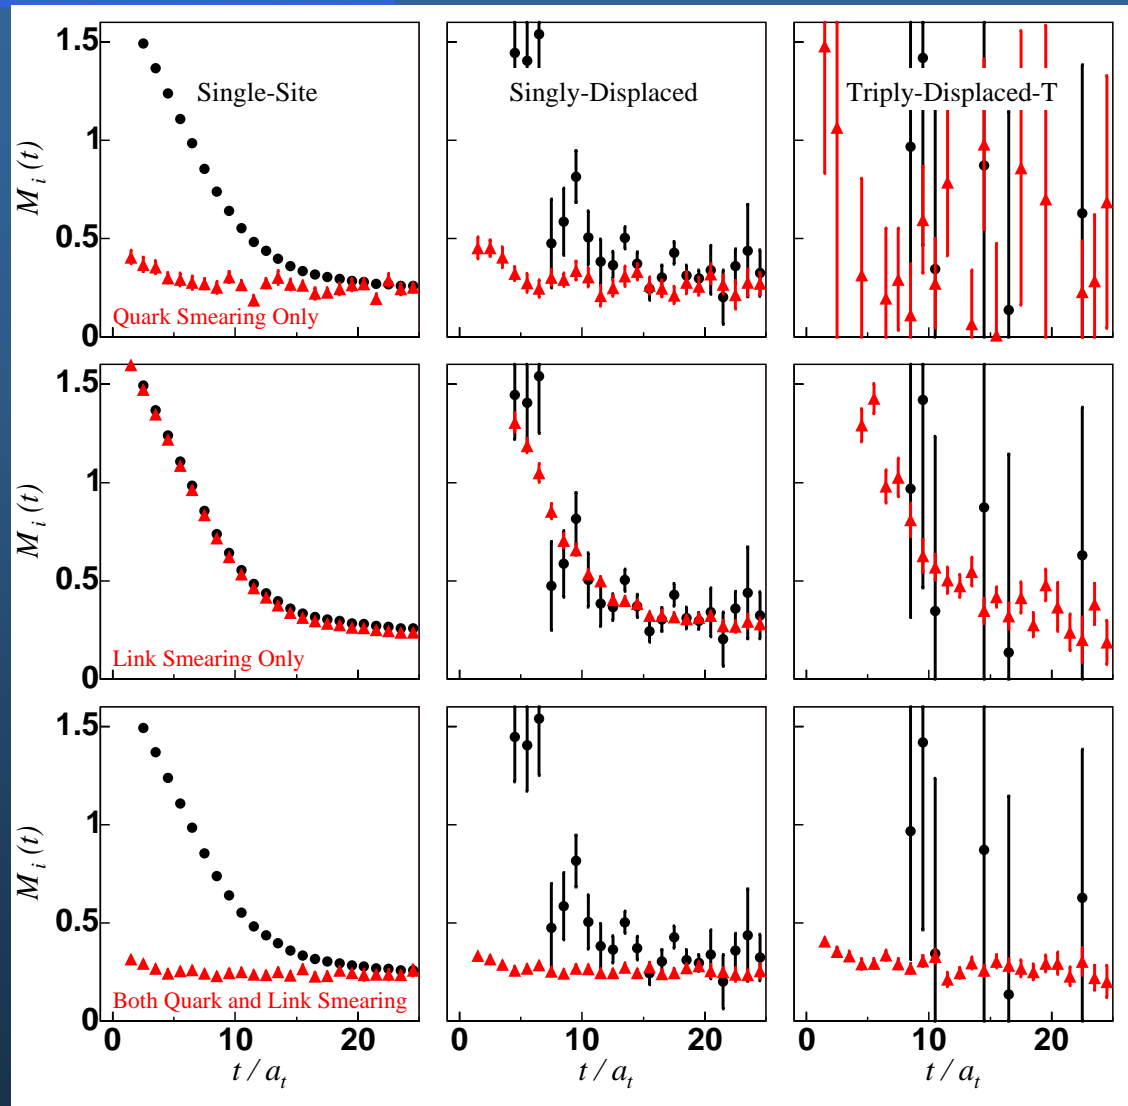 Single-Site
Singly-Displaced
Triply-Displaced-T
M i (t)
1.5
1
0.5
0
Quark Smearing Only
M i (t)
1.5
1
0.5
0
Link Smearing Only
M i (t)
1.5
1
0.5
0
Both Quark and Link Smearing
0 10 20
0 10 20
0 10 20
t / a t
t / a t
t / a t